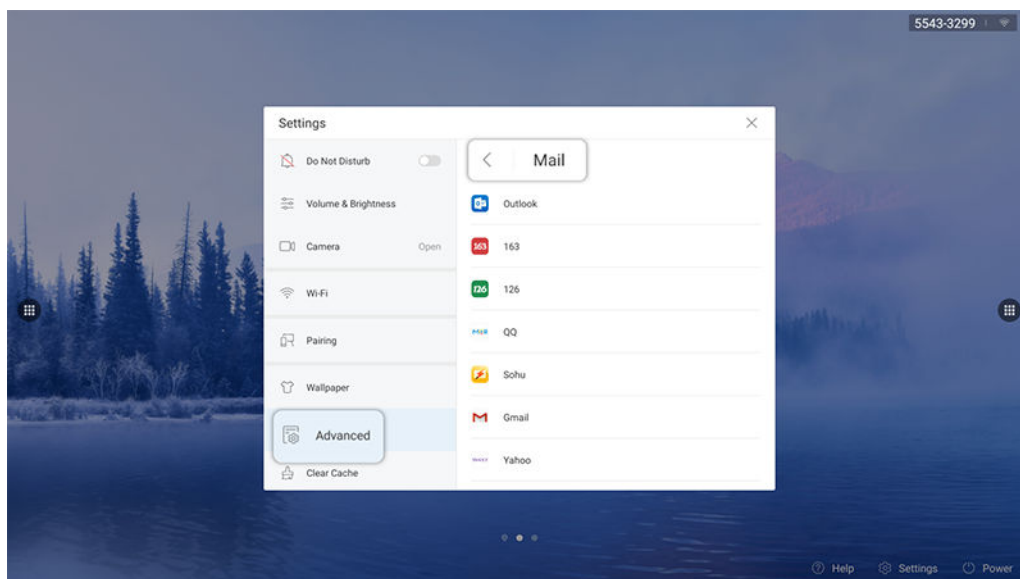 5543-3299
Settings
Do Not Disturb
Volume & Brightness
Camera Open
Wi-Fi
Pairing
Wallpaper
Advanced
Clear Cache
Mail
Outlook
163 163
126 126
QQ
Sohu
Gmail
Yahoo
Help Settings Power